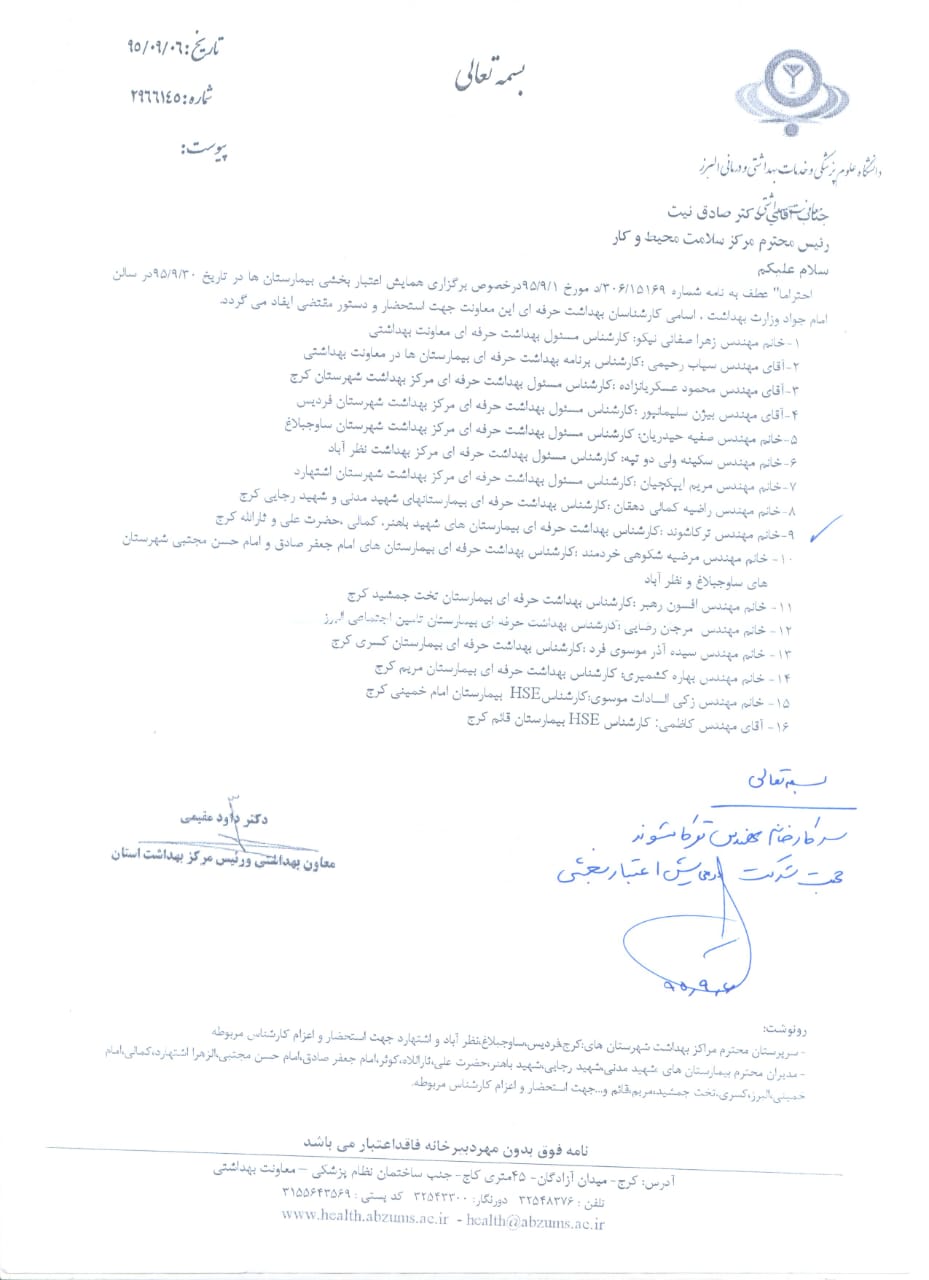 بسمه تعالی
تاریخ: ۹۵/۰۹/۰۶
شماره: ۲۹۶۶۱۴۵
پیوست:
دانشگاه علوم پزشکی و خدمات بهداشتی و درمانی البرز
معاونت بهداشتی
جناب آقای دکتر صادق نیت
رئیس محترم مرکز سلامت محیط و کار
سلام علیکم
احتراما" عطف به نامه شماره ۳۰۶/۱۵۱۶۹/د مورخ ۹۵/۹/۱درخصوص برگزاری همایش اعتبار بخشی بیمارستان ها در تاریخ ۹۵/۹/۳۰در سالن
امام جواد وزارت بهداشت ، اسامی کارشناسان بهداشت حرفه ای این معاونت جهت استحضار و دستور مقتضی ایفاد می گردد.
۱-خانم مهندس زهرا صفائی نیکو: کارشناس مسئول بهداشت حرفه ای معاونت بهداشتی
۲-آقای مهندس سیاب رحیمی :کارشناس برنامه بهداشت حرفه ای بیمارستان ها در معاونت بهداشتی
۳-آقای مهندس محمود عسکریانزاده :کارشناس مسئول بهداشت حرفه ای مرکز بهداشت شهرستان کرج
۴-آقای مهندس بیژن سلیمانپور :کارشناس مسئول بهداشت حرفه ای مرکز بهداشت شهرستان فردیس
۵-خانم مهندس صفیه حیدریان: کارشناس مسئول بهداشت حرفه ای مرکز بهداشت شهرستان ساوجبلاغ
۶-خانم مهندس سکینه ولی دو تپه: کارشناس مسئول بهداشت حرفه ای مرکز بهداشت نظر آباد
۷-خانم مهندس مریم ایپکچیان :کارشناس مسئول بهداشت حرفه ای مرکز بهداشت شهرستان اشتهارد
۸-خانم مهندس راضیه کمالی دهقان: کارشناس بهداشت حرفه ای بیمارستانهای شهید مدنی و شهید رجایی کرج
۹-خانم مهندس ترکاشوند :کارشناس بهداشت حرفه ای بیمارستان های شهید باهنر، کمالی ،حضرت علی و ثارالله کرج
۱۰- خانم مهندس مرضیه شکوهی خردمند :کارشناس بهداشت حرفه ای بیمارستان های امام جعفر صادق و امام حسن مجتبی شهرستان
های ساوجبلاغ و نظر آباد
۱۱- خانم مهندس افسون رهبر :کارشناس بهداشت حرفه ای بیمارستان تخت جمشید کرج
۱۲- خانم مهندس مرجان رضایی :کارشناس بهداشت حرفه ای بیمارستان تامین اجتماعی البرز
۱۳- خانم مهندس سیده آذر موسوی فرد :کارشناس بهداشت حرفه ای بیمارستان کسری کرج
۱۴- خانم مهندس بهاره کشمیری: کارشناس بهداشت حرفه ای بیمارستان مریم کرج
۱۵- خانم مهندس زکی السادات موسوی:کارشناس HSE بیمارستان امام خمینی کرج
۱۶- آقای مهندس کاظمی: کارشناس HSE بیمارستان قائم کرج
دکتر داود مقیمی
معاون بهداشتی ورئیس مرکز بهداشت استان
بسمه تعالی
سرکار خانم مهندس ترکاشوند
جهت شرکت در همایش اعتبار بخشی
رونوشت:
- سرپرستان محترم مراکز بهداشت شهرستان های:کرج،فردیس،ساوجبلاغ،نظر آباد و اشتهارد جهت استحضار و اعزام کارشناس مربوطه
- مدیران محترم بیمارستان های :شهید مدنی،شهید رجایی،شهید باهنر،حضرت علی،ثاراللاه،کوثر،امام جعفر صادق،امام حسن مجتبی،الزهرا اشتهارد،کمالی،امام
خمینی،البرز،کسری،تخت جمشید،مریم،قائم و...جهت استحضار و اعزام کارشناس مربوطه.
نامه فوق بدون مهردبیرخانه فاقداعتبار می باشد
آدرس: کرج- میدان آزادگان- ۴۵متری کاج- جنب ساختمان نظام پزشکی – معاونت بهداشتی
تلفن : ۳۲۵۴۸۳۷۶ دورنگار: ۳۲۵۴۳۳۰۰ کد پستی : ۳۱۵۵۶۴۳۵۶۹
www.health.abzums.ac.ir - health@abzums.ac.ir